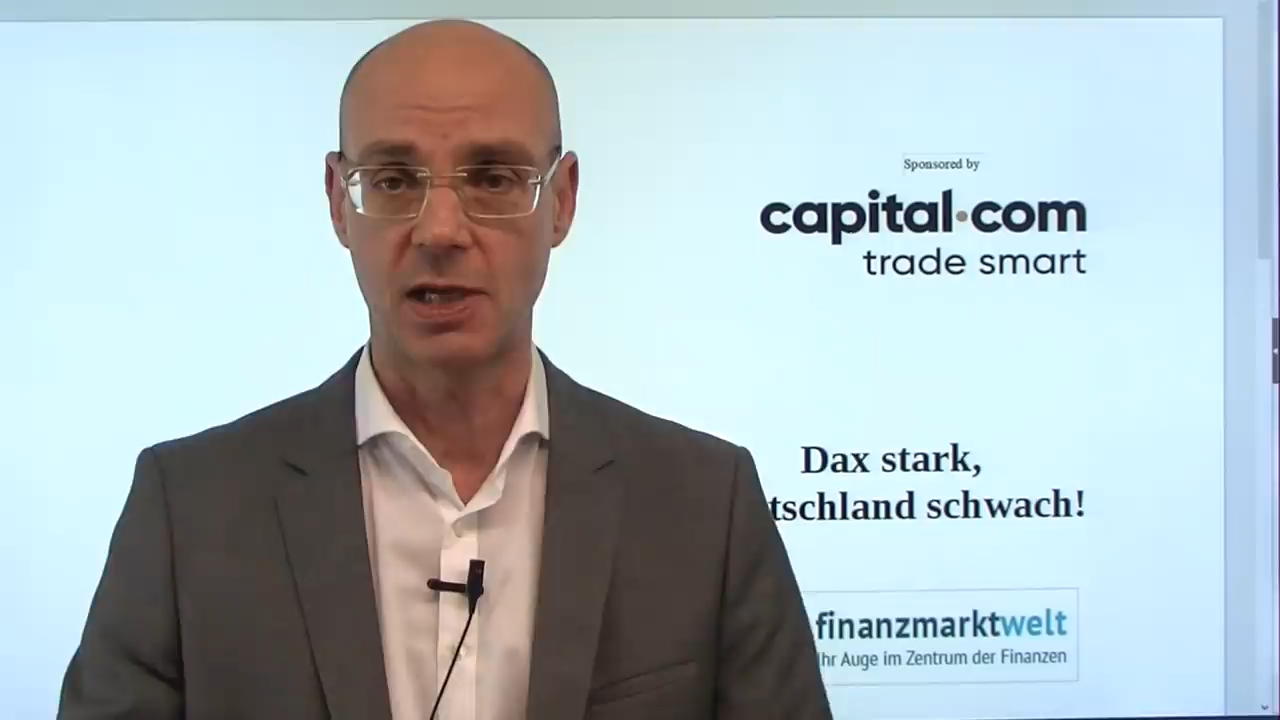 Sponsored by
capital.com
trade smart
Dax stark,
tschland schwach!
finanzmarktwelt
Ihr Auge im Zentrum der Finanzen